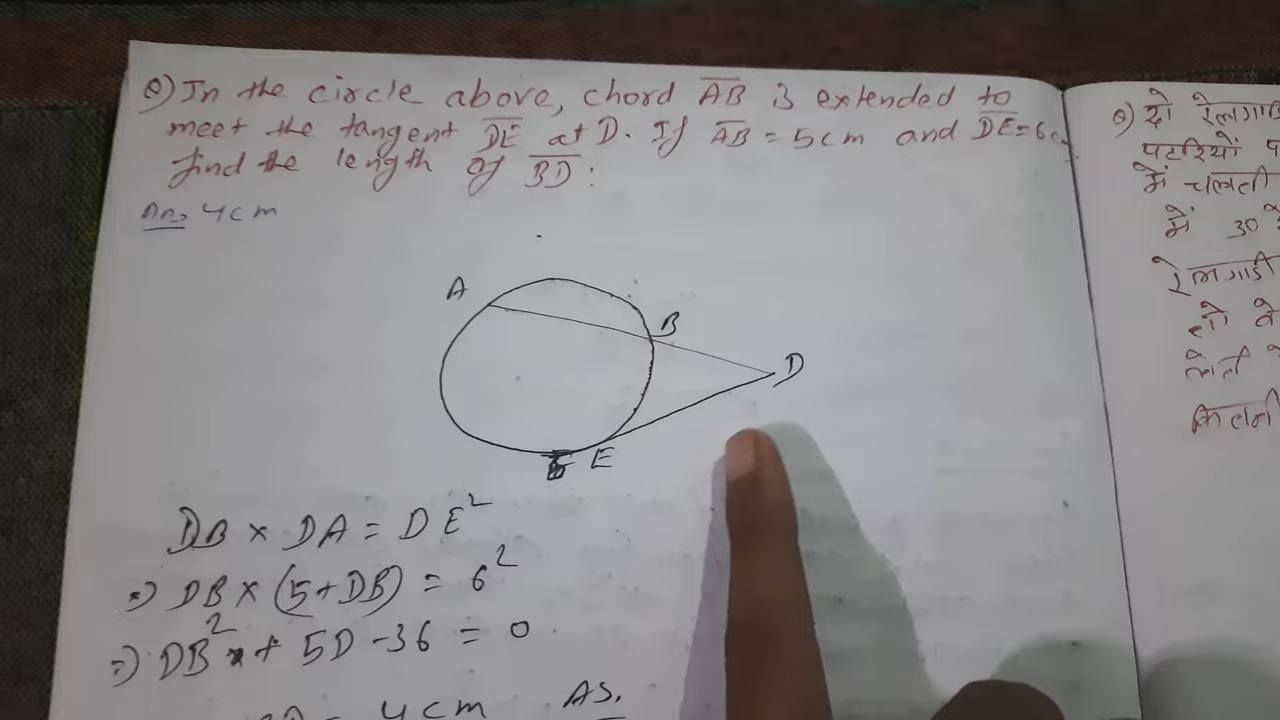 Q) In the circle above, chord AB is extended to
meet the tangent DE at D. If AB = 5cm and DE = 6c
find the length of BD :
Ans 4cm
A
B
D
E
DB × DA = DE²
=) DB × (5+DB) = 6²
=) DB² + 5D - 36 = 0
= 4cm AS.
Q) दो रेलगाड़ि
पटरियों प
में चलती
में 30 से
रेलगाड़ी
तो वे
लेती
कितनी